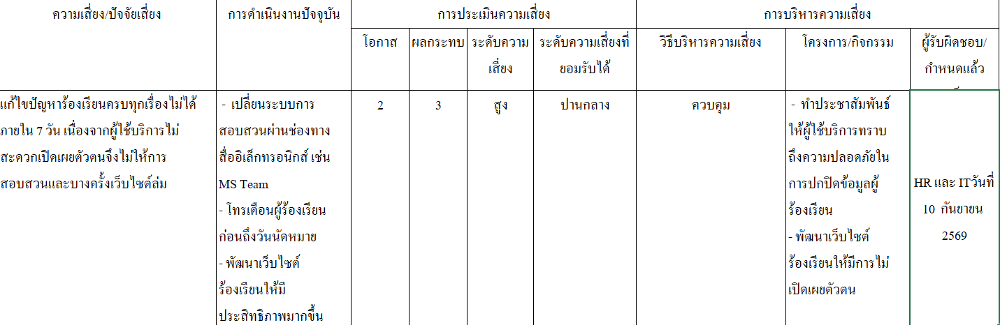 ความเสี่ยง/ปัจจัยเสี่ยง
การดำเนินงานปัจจุบัน
การประเมินความเสี่ยง
การบริหารความเสี่ยง
โอกาส
ผลกระทบ
ระดับความ
เสี่ยง
ระดับความเสี่ยงที่
ยอมรับได้
วิธีบริหารความเสี่ยง
โครงการ/กิจกรรม
ผู้รับผิดชอบ/
กำหนดแล้ว
แก้ไขปัญหาร้องเรียนครบทุกเรื่องไม่ได้
ภายใน 7 วัน เนื่องจากผู้ใช้บริการไม่
สะดวกเปิดเผยตัวตนจึงไม่ให้การ
สอบสวนและบางครั้งเว็บไซต์ล่ม
- เปลี่ยนระบบการ
สอบสวนผ่านช่องทาง
สื่ออิเล็กทรอนิกส์ เช่น
MS Team
- โทรเตือนผู้ร้องเรียน
ก่อนถึงวันนัดหมาย
- พัฒนาเว็บไซต์
ร้องเรียนให้มี
ประสิทธิภาพมากขึ้น
2
3
สูง
ปานกลาง
ควบคุม
- ทำประชาสัมพันธ์
ให้ผู้ใช้บริการทราบ
ถึงความปลอดภัยใน
การปกปิดข้อมูลผู้
ร้องเรียน
- พัฒนาเว็บไซต์
ร้องเรียนให้มีการไม่
เปิดเผยตัวตน
HR และ ITวันที่
10 กันยายน
2569